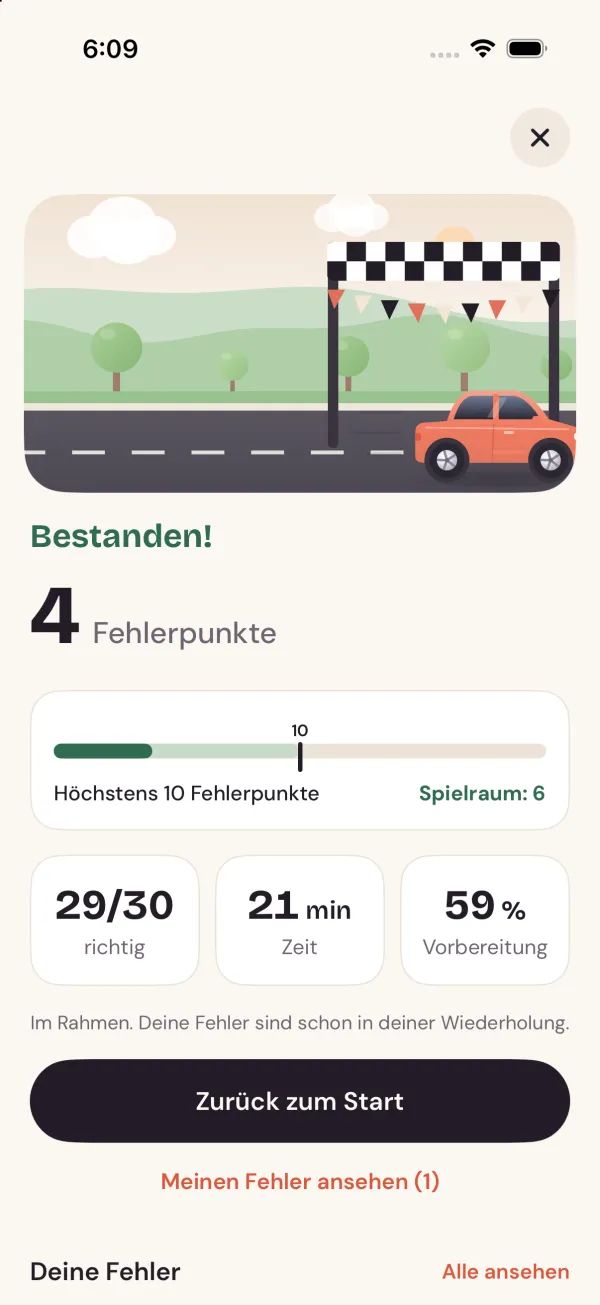 6:09
Bestanden!
4 Fehlerpunkte
10
Höchstens 10 Fehlerpunkte Spielraum: 6
29/30 21 min 59 %
richtig Zeit Vorbereitung
Im Rahmen. Deine Fehler sind schon in deiner Wiederholung.
Zurück zum Start
Meinen Fehler ansehen (1)
Deine Fehler Alle ansehen